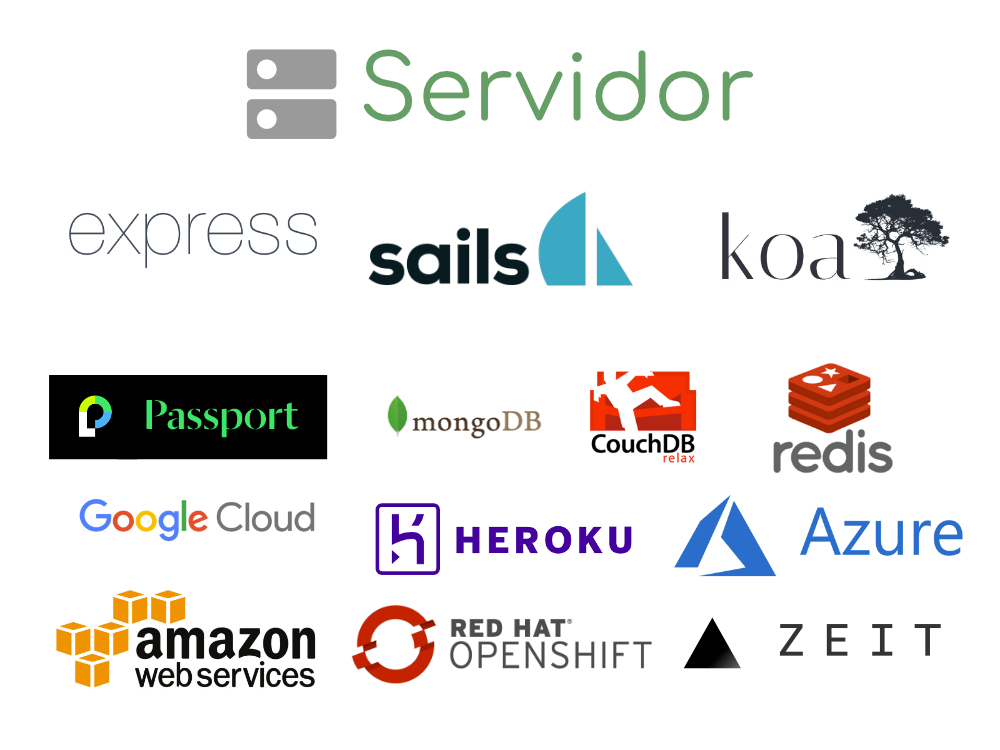 Servidor
express
sails
koa
Passport
mongoDB
CouchDB
relax
redis
Google Cloud
HEROKU
Azure
amazon
web services
RED HAT®
OPENSHIFT
ZEIT